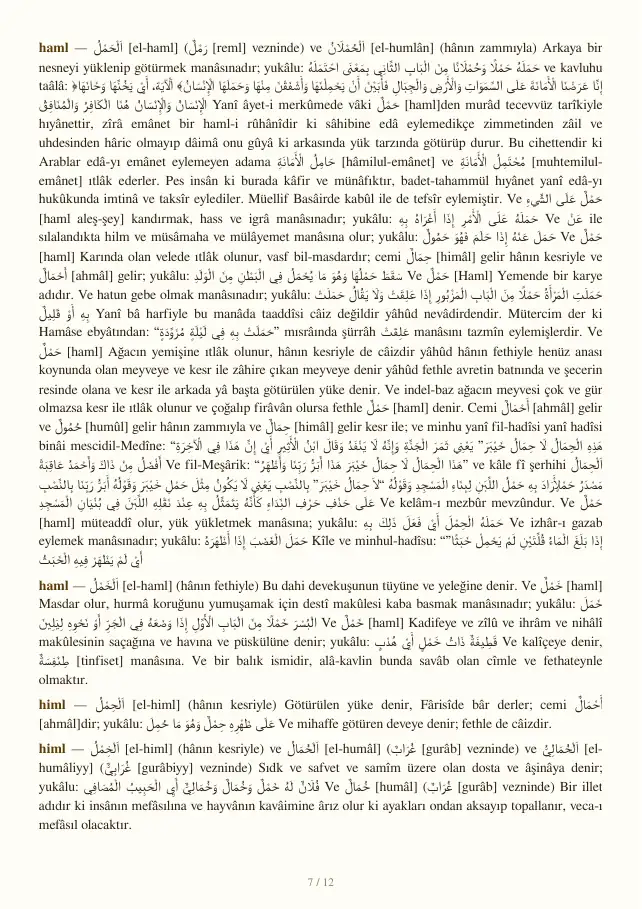 haml — اَلْحَمْلُ [el-haml] (رَمْلٌ [reml] vezninde) ve اَلْحُمْلَانُ [el-humlân] (hânın zammıyla) Arkaya bir
nesneyi yüklenip götürmek manâsınadır; yukâlu: حَمَلَهُ حَمْلًا وَحُمْلَانًا مِنَ الْبَابِ الثَّانِي بِمَعْنَى احْتَمَلَهُ ve kavluhu
taâlâ: ﴿إِنَّا عَرَضْنَا الْأَمَانَةَ عَلَى السَّمَوَاتِ وَالْأَرْضِ وَالْجِبَالِ فَأَبَيْنَ أَنْ يَحْمِلْنَهَا وَأَشْفَقْنَ مِنْهَا وَحَمَلَهَا الْإِنْسَانُ﴾ اَلْآيَةَ، أَيْ يَخُنَّهَا وَخَانَهَا
الْإِنْسَانُ وَالْإِنْسَانُ هُنَا الْكَافِرُ وَالْمُنَافِقُ Yanî âyet-i merkûmede vâki حَمْلٌ [haml]den murâd tecevvüz tarîkiyle
hıyânettir, zîrâ emânet bir haml-i rûhânîdir ki sâhibine edâ eylemedikçe zimmetinden zâil ve
uhdesinden hâric olmayıp dâimâ onu gûyâ ki arkasında yük tarzında götürüp durur. Bu cihettendir ki
Arablar edâ-yı emânet eylemeyen adama حَامِلُ الْأَمَانَةِ [hâmilul-emânet] ve مُحْتَمِلُ الْأَمَانَةِ [muhtemilul-
emânet] ıtlâk ederler. Pes insân ki burada kâfir ve münâfıktır, badet-tahammül hıyânet yanî edâ-yı
hukûkunda imtinâ ve taksîr eylediler. Müellif Basâirde kabûl ile de tefsîr eylemiştir. Ve حَمْلٌ عَلَى الشَّيْءِ
[haml aleş-şey] kandırmak, hass ve igrâ manâsınadır; yukâlu: حَمَلَهُ عَلَى الْأَمْرِ إِذَا أَغْرَاهُ بِهِ Ve عَنْ ile
sılalandıkta hilm ve müsâmaha ve mülâyemet manâsına olur; yukâlu: حَمَلَ عَنْهُ إِذَا حَلُمَ فَهُوَ حَمُولٌ Ve حَمْلٌ
[haml] Karında olan velede ıtlâk olunur, vasf bil-masdardır; cemi حِمَالٌ [himâl] gelir hânın kesriyle ve
أَحْمَالٌ [ahmâl] gelir; yukâlu: سَقَطَ حَمْلُهَا وَهُوَ مَا يُحْمَلُ فِي الْبَطْنِ مِنَ الْوَلَدِ Ve حَمْلٌ [Haml] Yemende bir karye
adıdır. Ve hatun gebe olmak manâsınadır; yukâlu: حَمَلَتِ الْمَرْأَةُ حَمْلًا مِنَ الْبَابِ الْمَزْبُورِ إِذَا عَلِقَتْ وَلَا يُقَالُ حَمَلَتْ
بِهِ أَوْ قَلِيلٌ Yanî bâ harfiyle bu manâda taaddîsi câiz değildir yâhûd nevâdirdendir. Mütercim der ki
Hamâse ebyâtından: “حَمَلَتْ بِهِ فِي لَيْلَةٍ مَزْؤُودَةٍ” mısrâında şürrâh عَلِقَتْ manâsını tazmîn eylemişlerdir. Ve
حَمْلٌ [haml] Ağacın yemişine ıtlâk olunur, hânın kesriyle de câizdir yâhûd hânın fethiyle henüz anası
koynunda olan meyveye ve kesr ile zâhire çıkan meyveye denir yâhûd fethle avretin batnında ve şecerin
resinde olana ve kesr ile arkada yâ başta götürülen yüke denir. Ve indel-baz ağacın meyvesi çok ve gür
olmazsa kesr ile ıtlâk olunur ve çoğalıp firâvân olursa fethle حَمْلٌ [haml] denir. Cemi أَحْمَالٌ [ahmâl] gelir
ve حُمُولٌ [humûl] gelir hânın zammıyla ve حِمَالٌ [himâl] gelir kesr ile; ve minhu yanî fil-hadîsi yanî hadîsi
binâi mescidil-Medîne: “هَذِهِ الْحِمَالُ لَا حِمَالُ خَيْبَرَ” يَعْنِي ثَمَرَ الْجَنَّةِ وَإِنَّهُ لَا يَنْفَدُ وَقَالَ ابْنُ الْأَثِيرِ أَيْ إِنَّ هَذَا فِي الْآخِرَةِ
أَفْضَلُ مِنْ ذَاكَ وَأَحْمَدُ عَاقِبَةً Ve fil-Meşârik: “هَذَا الْحِمَالُ لَا حِمَالُ خَيْبَرَ هَذَا أَبَرُّ رَبَّنَا وَأَطْهَرُ” ve kâle fî şerhihi اَلْحِمَالُ
مَصْدَرُ حَمَلَ أَرَادَ بِهِ حَمْلُ اللَّبَنِ لِبِنَاءِ الْمَسْجِدِ وَقَوْلُهُ “لَا حِمَالَ خَيْبَرَ” بِالنَّصْبِ يَعْنِي لَا يَكُونُ مِثْلَ حَمْلِ خَيْبَرَ وَقَوْلُهُ أَبَرُّ رَبَّنَا بِالنَّصْبِ
عَلَى حَذْفِ حَرْفِ النِّدَاءِ كَأَنَّهُ يَتَمَثَّلُ بِهِ عِنْدَ نَقْلِهِ اللَّبْنَ فِي بُنْيَانِ الْمَسْجِدِ Ve kelâm-ı mezbûr mevzûndur. Ve حَمْلٌ
[haml] müteaddî olur, yük yükletmek manâsına; yukâlu: حَمَلَهُ الْحِمْلَ أَيْ فَعَلَ ذَلِكَ بِهِ Ve izhâr-ı gazab
eylemek manâsınadır; yukâlu: حَمَلَ الْغَضَبَ إِذَا أَظْهَرَهُ Kîle ve minhul-hadîsu: “إِذَا بَلَغَ الْمَاءُ قُلَّتَيْنِ لَمْ يَحْمِلْ خَبَثًا”
أَيْ لَمْ يَظْهَرْ فِيهِ الْخَبَثُ
haml — اَلْخَمْلُ [el-haml] (hânın fethiyle) Bu dahi devekuşunun tüyüne ve yeleğine denir. Ve خَمْلٌ [haml]
Masdar olur, hurmâ koruğunu yumuşamak için destî makûlesi kaba basmak manâsınadır; yukâlu: خَمَلَ
الْبُسْرَ خَمْلًا مِنَ الْبَابِ الْأَوَّلِ إِذَا وَضَعَهُ فِي الْجَرِّ أَوْ نَحْوِهِ لِيَلِينَ Ve خَمْلٌ [haml] Kadifeye ve zîlû ve ihrâm ve nihâlî
makûlesinin saçağına ve havına ve püskülüne denir; yukâlu: قَطِيفَةٌ ذَاتُ خَمْلٍ أَيْ هُدْبٍ Ve kalîçeye denir,
طِنْفِسَةٌ [tinfiset] manâsına. Ve bir balık ismidir, alâ-kavlin bunda savâb olan cîmle ve fethateynle
olmaktır.
himl — اَلْحِمْلُ [el-himl] (hânın kesriyle) Götürülen yüke denir, Fârisîde bâr derler; cemi أَحْمَالٌ
[ahmâl]dir; yukâlu: عَلَى ظَهْرِهِ حِمْلٌ وَهُوَ مَا حُمِلَ Ve mihaffe götüren deveye denir; fethle de câizdir.
himl — اَلْخِمْلُ [el-himl] (hânın kesriyle) ve اَلْخُمَالُ [el-humâl] (غُرَابٌ [gurâb] vezninde) ve اَلْخُمَالِيُّ [el-
humâliyy] (غُرَابِيٌّ [gurâbiyy] vezninde) Sıdk ve safvet ve samîm üzere olan dosta ve âşinâya denir;
yukâlu: فُلَانٌ لَهُ خِمْلٌ وَخُمَالٌ وَخُمَالِيٌّ أَيِ الْحَبِيبُ الْمُصَافِي Ve خُمَالٌ [humâl] (غُرَابٌ [gurâb] vezninde) Bir illet
adıdır ki insânın mefâsılına ve hayvânın kavâimine ârız olur ki ayakları ondan aksayıp topallanır, veca-ı
mefâsıl olacaktır.
7 / 12